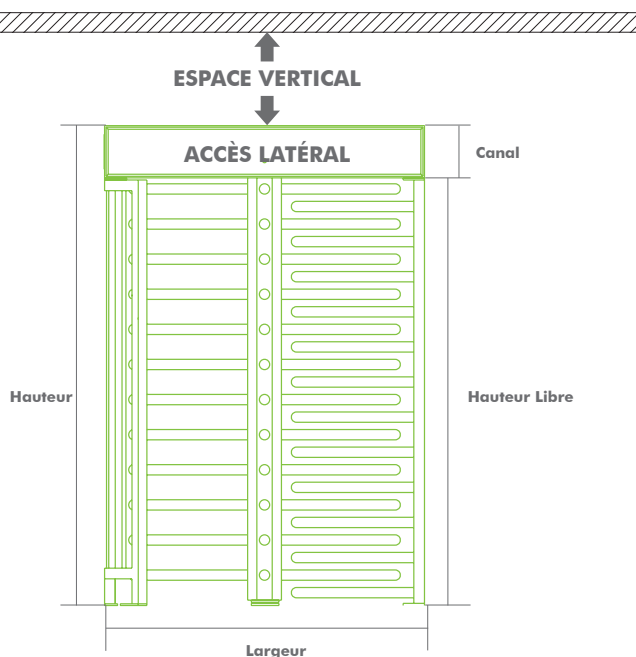 ESPACE VERTICAL
ACCÈS LATÉRAL
Canal
Hauteur
Hauteur Libre
Largeur